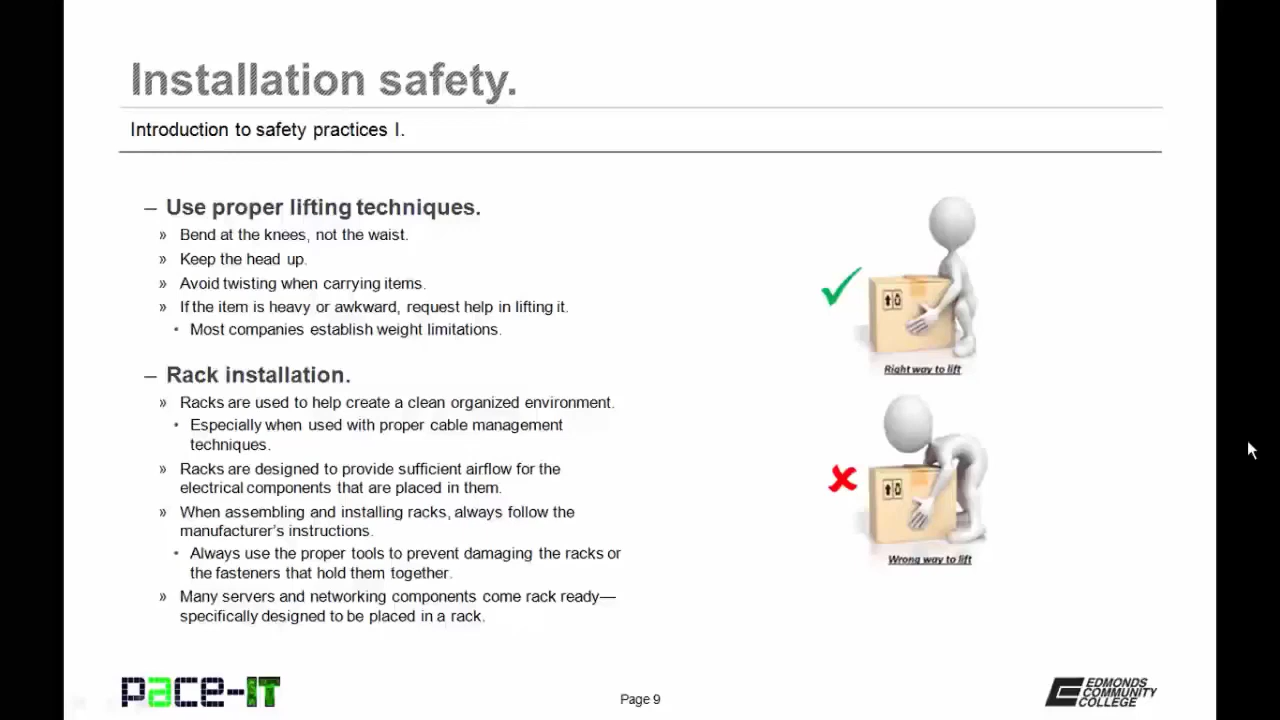 Installation safety.
Introduction to safety practices I.
– Use proper lifting techniques.
» Bend at the knees, not the waist.
» Keep the head up.
» Avoid twisting when carrying items.
» If the item is heavy or awkward, request help in lifting it.
• Most companies establish weight limitations.
– Rack installation.
» Racks are used to help create a clean organized environment.
• Especially when used with proper cable management
techniques.
» Racks are designed to provide sufficient airflow for the
electrical components that are placed in them.
» When assembling and installing racks, always follow the
manufacturer's instructions.
• Always use the proper tools to prevent damaging the racks or
the fasteners that hold them together.
» Many servers and networking components come rack ready—
specifically designed to be placed in a rack.
Right way to lift
Wrong way to lift
pace-IT
Page 9
EDMONDS
COMMUNITY
COLLEGE